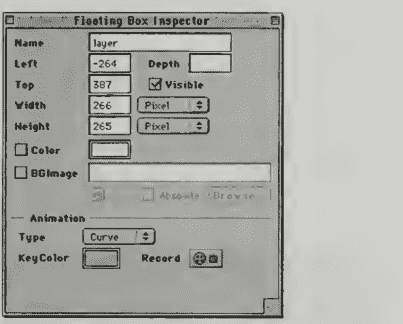 Floating Box Inspector
Name layer
Left -264 Depth
Top 387 Visible
Width 266 Pixel
Height 265 Pixel
Color
BGImage
Absolute Browse
Animation
Type Curve
KeyColor Record